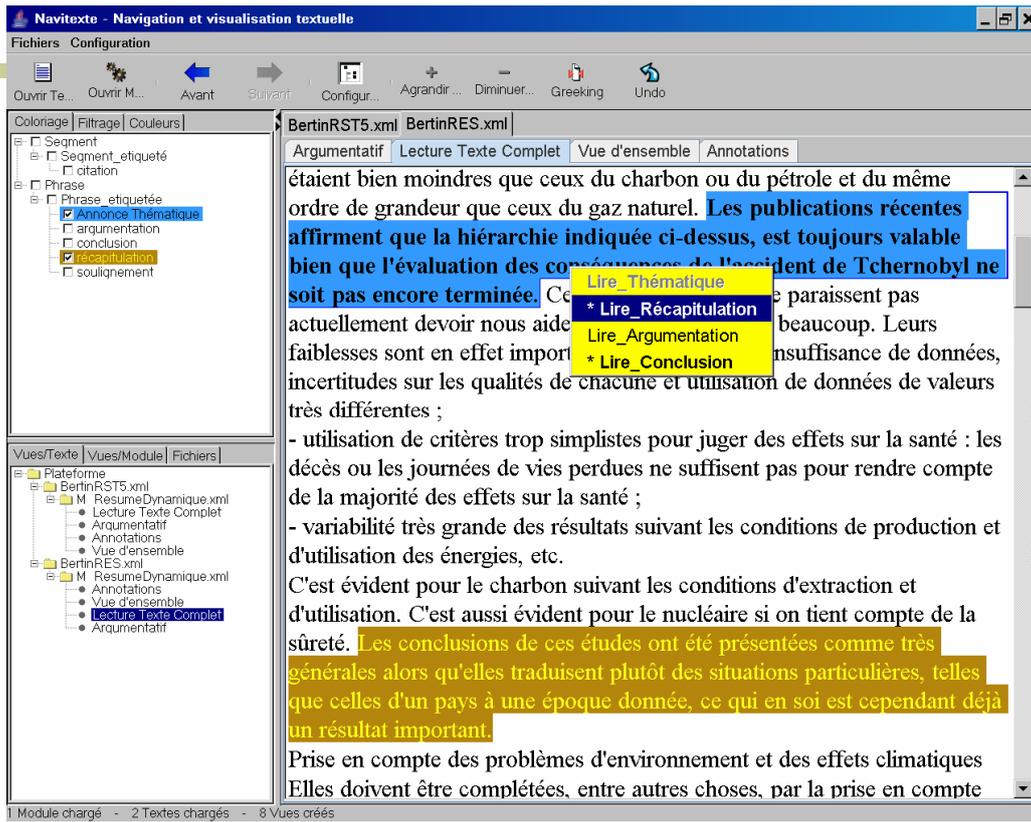 Navitexte - Navigation et visualisation textuelle
Fichiers Configuration
Ouvrir Te... Ouvrir M... Avant Suivant Configur... Agrandir ... Diminuer... Greeking Undo
Coloriage Filtrage Couleurs
Segment
Segment_etiqueté
citation
Phrase
Phrase_etiquetée
Annonce Thématique
argumentation
conclusion
récapitulation
soulignement
Vues/Texte Vues/Module Fichiers
Plateforme
BertinRST5.xml
M ResumeDynamique.xml
Lecture Texte Complet
Argumentatif
Annotations
Vue d'ensemble
BertinRES.xml
M ResumeDynamique.xml
Annotations
Vue d'ensemble
Lecture Texte Complet
Argumentatif
BertinRST5.xml BertinRES.xml
Argumentatif Lecture Texte Complet Vue d'ensemble Annotations
étaient bien moindres que ceux du charbon ou du pétrole et du même
ordre de grandeur que ceux du gaz naturel. Les publications récentes
affirment que la hiérarchie indiquée ci-dessus, est toujours valable
bien que l'évaluation des conséquences de l'accident de Tchernobyl ne
soit pas encore terminée. Ce e paraissent pas
actuellement devoir nous aide beaucoup. Leurs
faiblesses sont en effet import nsuffisance de données,
incertitudes sur les qualités de chacune et utilisation de données de valeurs
très différentes ;
- utilisation de critères trop simplistes pour juger des effets sur la santé : les
décès ou les journées de vies perdues ne suffisent pas pour rendre compte
de la majorité des effets sur la santé ;
- variabilité très grande des résultats suivant les conditions de production et
d'utilisation des énergies, etc.
C'est évident pour le charbon suivant les conditions d'extraction et
d'utilisation. C'est aussi évident pour le nucléaire si on tient compte de la
sûreté. Les conclusions de ces études ont été présentées comme très
générales alors qu'elles traduisent plutôt des situations particulières, telles
que celles d'un pays à une époque donnée, ce qui en soi est cependant déjà
un résultat important.
Prise en compte des problèmes d'environnement et des effets climatiques
Elles doivent être complétées, entre autres choses, par la prise en compte
Lire_Thématique
* Lire_Récapitulation
Lire_Argumentation
* Lire_Conclusion
1 Module chargé - 2 Textes chargés - 8 Vues créés